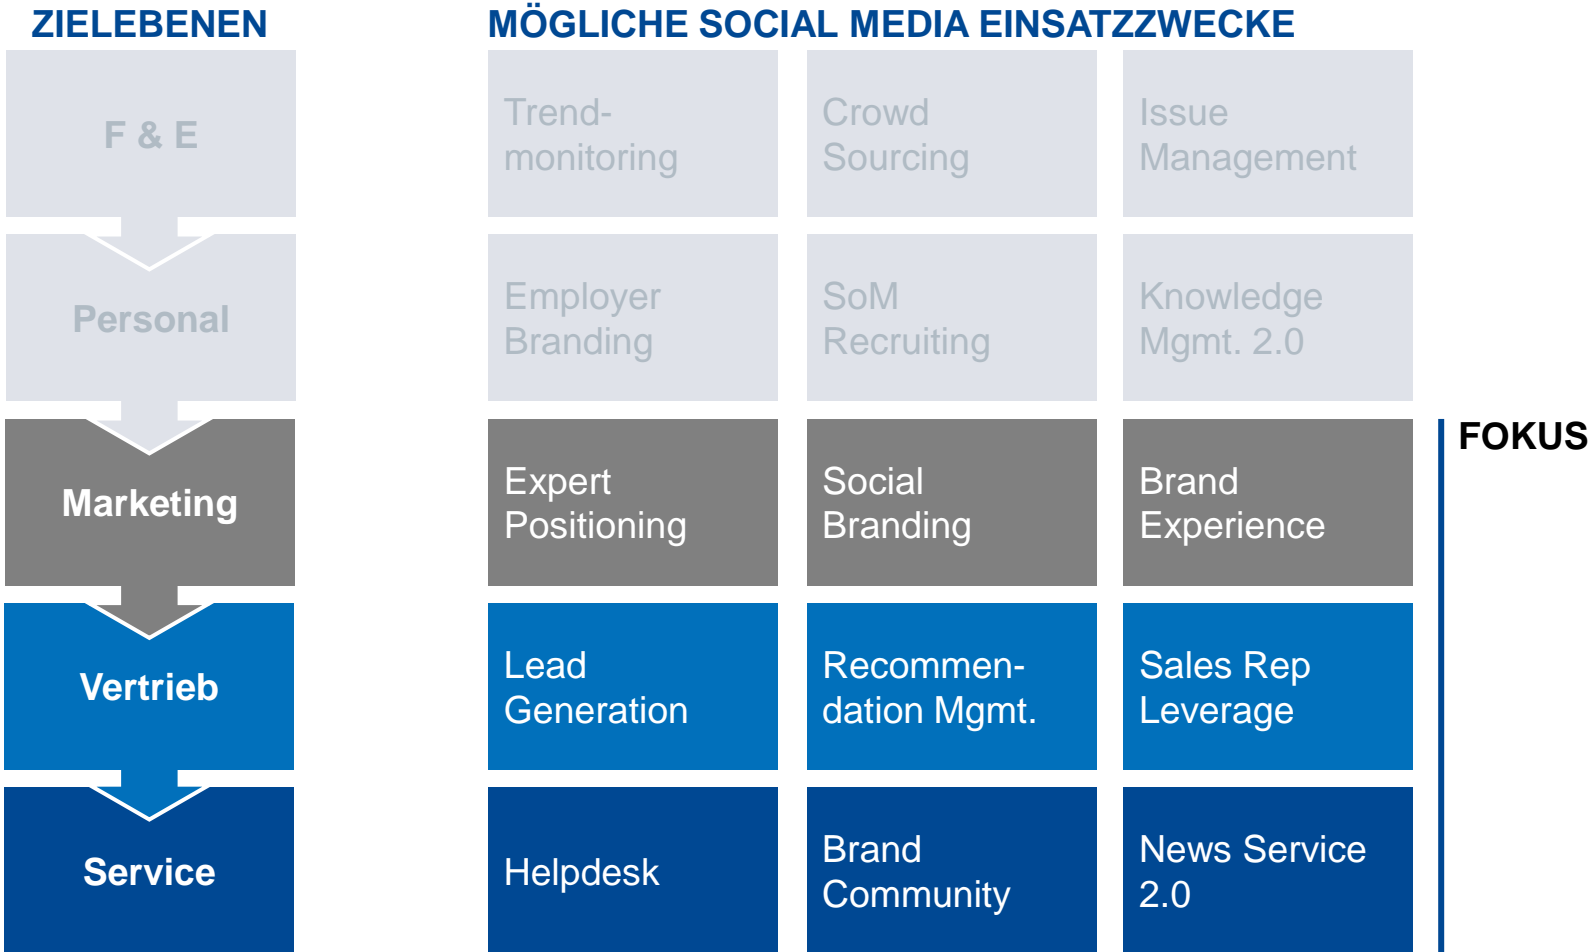 ZIELEBENEN
MÖGLICHE SOCIAL MEDIA EINSATZZWECKE
F & E
Trend-
monitoring
Crowd
Sourcing
Issue
Management
Personal
Employer
Branding
SoM
Recruiting
Knowledge
Mgmt. 2.0
FOKUS
Marketing
Expert
Positioning
Social
Branding
Brand
Experience
Vertrieb
Lead
Generation
Recommen-
dation Mgmt.
Sales Rep
Leverage
Service
Helpdesk
Brand
Community
News Service
2.0